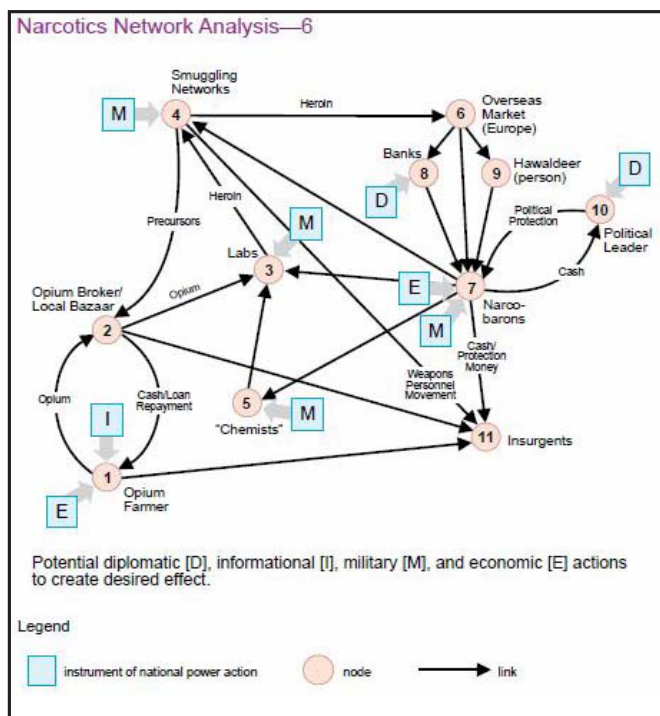 Narcotics Network Analysis—6
Smuggling
Networks
M
4
Heroin
6
Overseas
Market
(Europe)
Banks
8
9
Hawaldeer
(person)
D
D
Heroin
Precursors
M
Labs
3
Political
Protection
10
Political
Leader
Opium Broker/
Local Bazaar
Opium
E
7
Cash
Narco-
barons
2
M
Cash/
Protection
Money
Opium
Cash/Loan
Repayment
Weapons
Personnel
Movement
5
I
"Chemists"
M
11
Insurgents
1
E
Opium
Farmer
Potential diplomatic [D], informational [I], military [M], and economic [E] actions
to create desired effect.
Legend
instrument of national power action
node
link